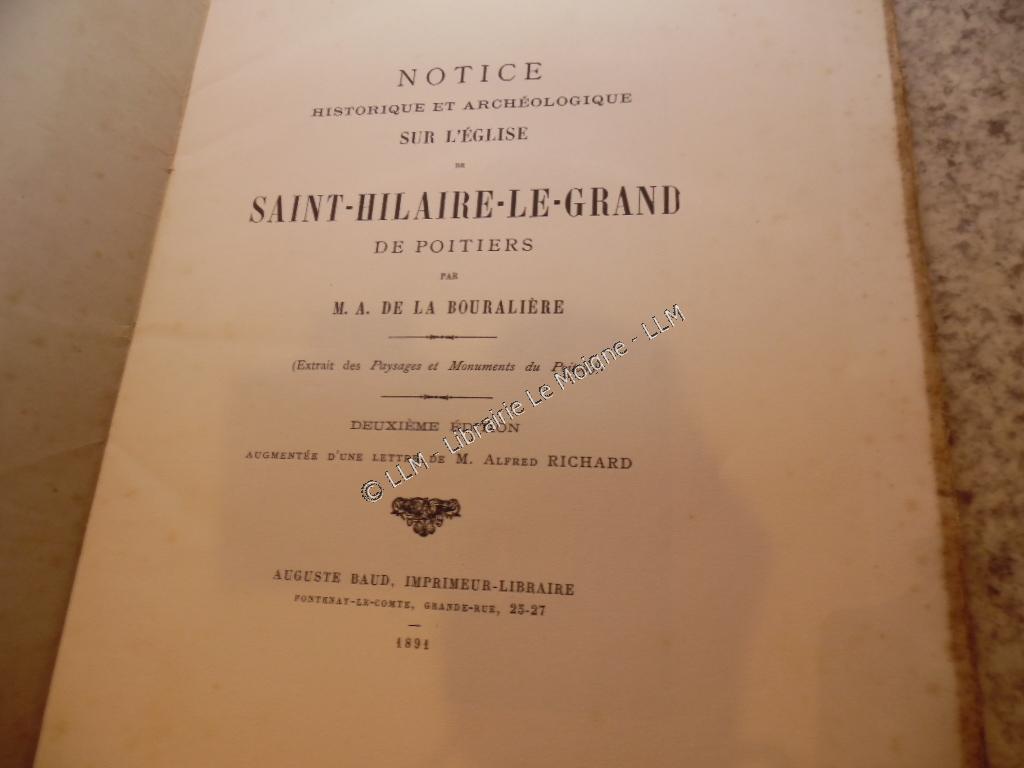 NOTICE
HISTORIQUE ET ARCHÉOLOGIQUE
SUR L'ÉGLISE
DE
SAINT-HILAIRE-LE-GRAND
DE POITIERS
PAR
M. A. DE LA BOURALIÈRE
(Extrait des Paysages et Monuments du
DEUXIÈME ÉDITION
AUGMENTÉE D'UNE LETTRE DE M. ALFRED RICHARD
© LLM - Librairie Le Moigne - LLM
AUGUSTE BAUD, IMPRIMEUR-LIBRAIRE
FONTENAY-LE-COMTE, GRANDE-RUE, 25-27
1891